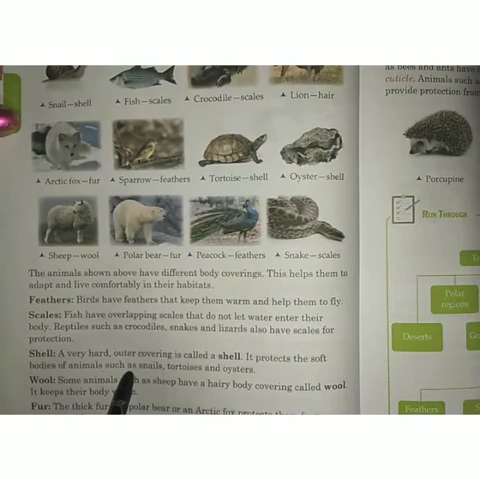 ▲ Snail—shell
▲ Fish—scales
▲ Crocodile—scales
▲ Lion—hair
▲ Arctic fox—fur
▲ Sparrow—feathers
▲ Tortoise—shell
▲ Oyster—shell
▲ Sheep—wool
▲ Polar bear—fur
▲ Peacock—feathers
▲ Snake—scales
The animals shown above have different body coverings. This helps them to
adapt and live comfortably in their habitats.
Feathers: Birds have feathers that keep them warm and help them to fly.
Scales: Fish have overlapping scales that do not let water enter their
body. Reptiles such as crocodiles, snakes and lizards also have scales for
protection.
Shell: A very hard, outer covering is called a shell. It protects the soft
bodies of animals such as snails, tortoises and oysters.
Wool: Some animals as sheep have a hairy body covering called wool.
It keeps their body
Fur: The thick fur polar bear or an Arctic fox protects
as bees and ants have
cuticle. Animals such a
provide protection from
▲ Porcupine
RUN THROUGH
Polar
regions
Deserts
Feathers